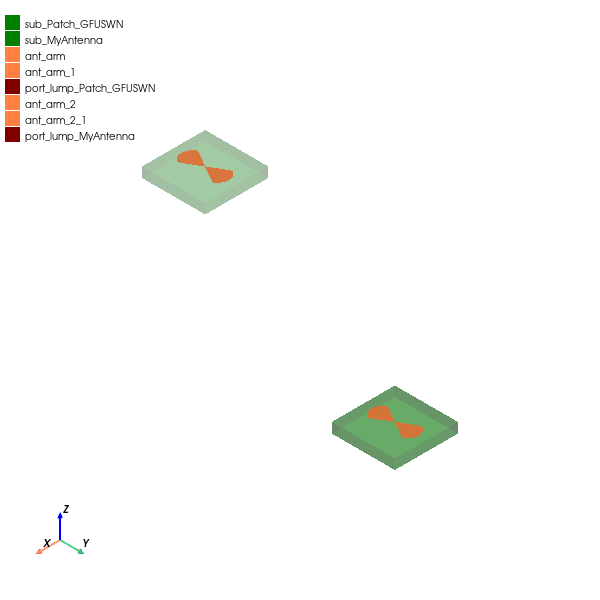 sub_Patch_GFUSWN
sub_MyAntenna
ant_arm
ant_arm_1
port_lump_Patch_GFUSWN
ant_arm_2
ant_arm_2_1
port_lump_MyAntenna
Z
X
Y